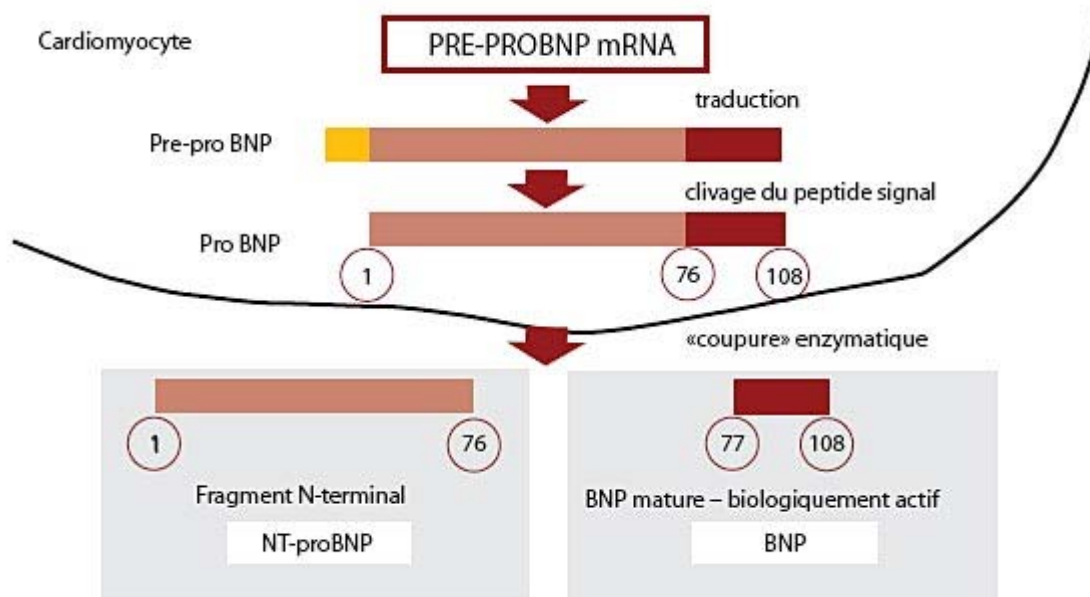 Cardiomyocyte
PRE-PROBNP mRNA
traduction
Pre-pro BNP
clivage du peptide signal
Pro BNP
1
76
108
«coupure» enzymatique
1
76
77
108
Fragment N-terminal
BNP mature – biologiquement actif
NT-proBNP
BNP